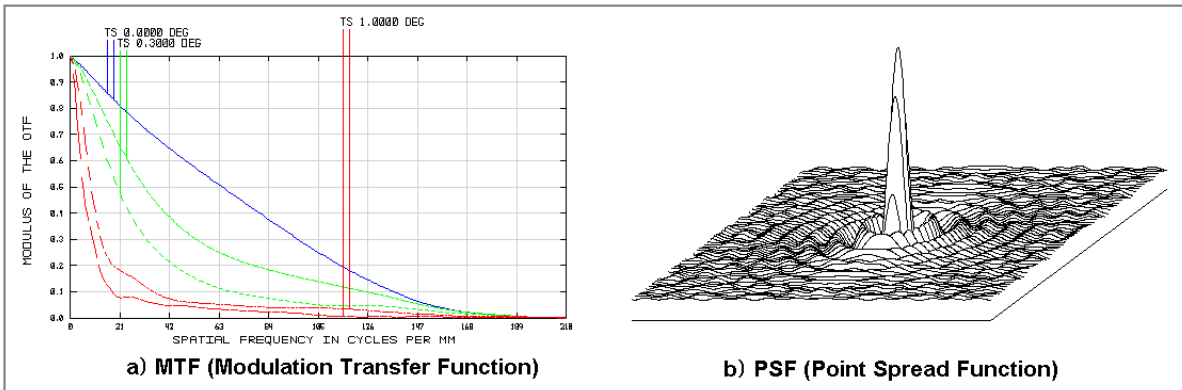 TS 0.0000 DEG
TS 0.3000 DEG
TS 1.0000 DEG
1.0
0.9
0.8
0.7
0.6
0.5
0.4
0.3
0.2
0.1
0.0
MODULUS OF THE OTF
0 21 42 63 84 105 126 147 168 189 210
SPATIAL FREQUENCY IN CYCLES PER MM
a) MTF (Modulation Transfer Function)
b) PSF (Point Spread Function)